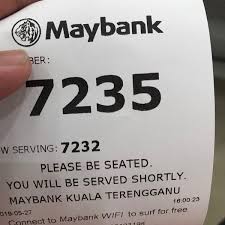 Maybank
BER:
7235
W SERVING: 7232
PLEASE BE SEATED.
YOU WILL BE SERVED SHORTLY.
MAYBANK KUALA TERENGGANU
16:00:23
2019-05-27
Connect to Maybank WIFI to surf for free